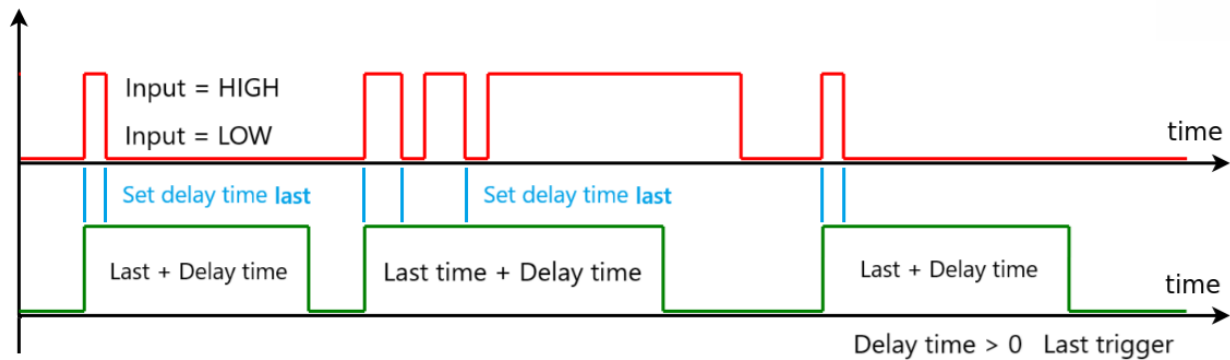 Input = HIGH
Input = LOW
time
Set delay time last
Set delay time last
Last + Delay time
Last time + Delay time
Last + Delay time
time
Delay time > 0 Last trigger